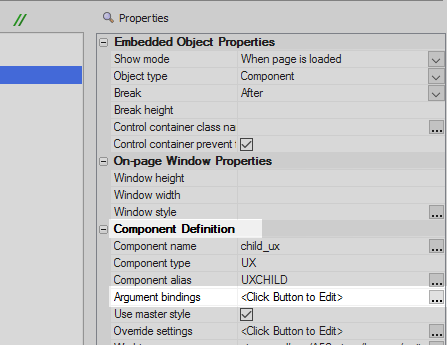 //
Properties
Embedded Object Properties
Show mode When page is loaded
Object type Component
Break After
Break height
Control container class na
...
Control container prevent
On-page Window Properties
Window height
Window width
Window style ...
Component Definition
Component name child_ux ...
Component type UX
Component alias UXCHILD ...
Argument bindings <Click Button to Edit> ...
Use master style
Override settings <Click Button to Edit> ...